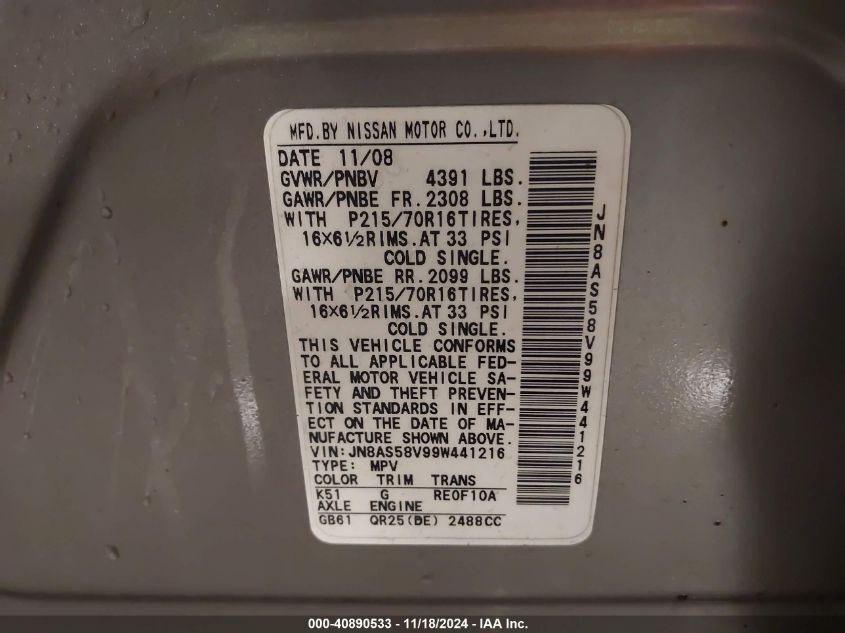 MFD.BY NISSAN MOTOR CO.,LTD.
DATE 11/08
GVWR/PNBV 4391 LBS.
GAWR/PNBE FR.2308 LBS.
WITH P215/70R16TIRES,
16×6½RIMS.AT 33 PSI
COLD SINGLE.
GAWR/PNBE RR.2099 LBS.
WITH P215/70R16TIRES,
16×6½RIMS.AT 33 PSI
COLD SINGLE.
THIS VEHICLE CONFORMS
TO ALL APPLICABLE FED-
ERAL MOTOR VEHICLE SA-
FETY AND THEFT PREVEN-
TION STANDARDS IN EFF-
ECT ON THE DATE OF MA-
NUFACTURE SHOWN ABOVE.
VIN:JN8AS58V99W441216
TYPE: MPV
COLOR TRIM TRANS
K51 G RE0F10A
AXLE ENGINE
GB61 QR25(DE) 2488CC
JN8AS58V99W441216
000-40890533 - 11/18/2024 - IAA Inc.